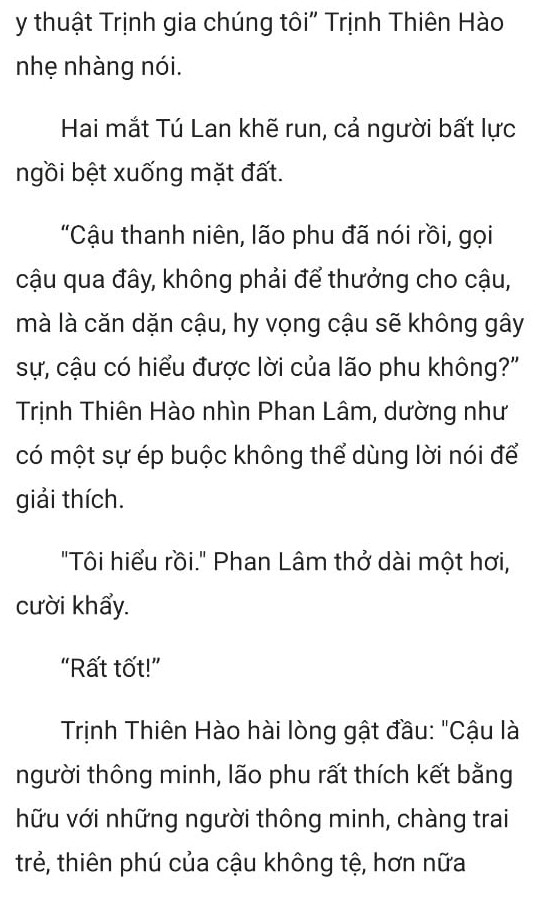 y thuật Trịnh gia chúng tôi” Trịnh Thiên Hào
nhẹ nhàng nói.
Hai mắt Tú Lan khẽ run, cả người bất lực
ngồi bệt xuống mặt đất.
“Cậu thanh niên, lão phu đã nói rồi, gọi
cậu qua đây, không phải để thưởng cho cậu,
mà là căn dặn cậu, hy vọng cậu sẽ không gây
sự, cậu có hiểu được lời của lão phu không?”
Trịnh Thiên Hào nhìn Phan Lâm, dường như
có một sự ép buộc không thể dùng lời nói để
giải thích.
"Tôi hiểu rồi." Phan Lâm thở dài một hơi,
cười khẩy.
“Rất tốt!”
Trịnh Thiên Hào hài lòng gật đầu: "Cậu là
người thông minh, lão phu rất thích kết bằng
hữu với những người thông minh, chàng trai
trẻ, thiên phú của cậu không tệ, hơn nữa